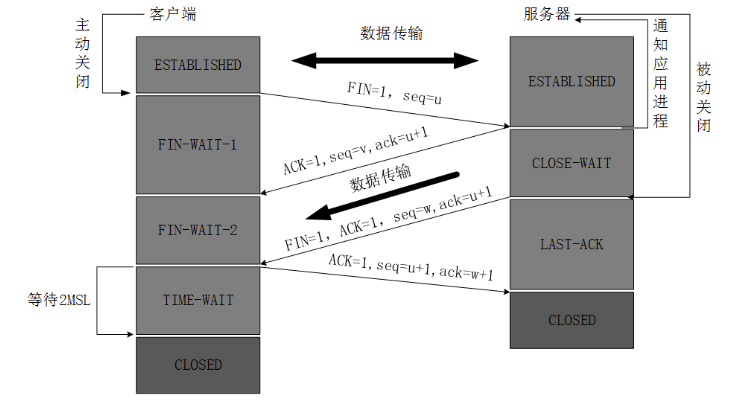 客户端
服务器
主动关闭
数据传输
通知应用进程
被动关闭
ESTABLISHED
ESTABLISHED
FIN=1, seq=u
FIN-WAIT-1
ACK=1,seq=v,ack=u+1
CLOSE-WAIT
数据传输
FIN-WAIT-2
FIN=1, ACK=1, seq=w,ack=u+1
LAST-ACK
ACK=1,seq=u+1,ack=w+1
等待2MSL
TIME-WAIT
CLOSED
CLOSED